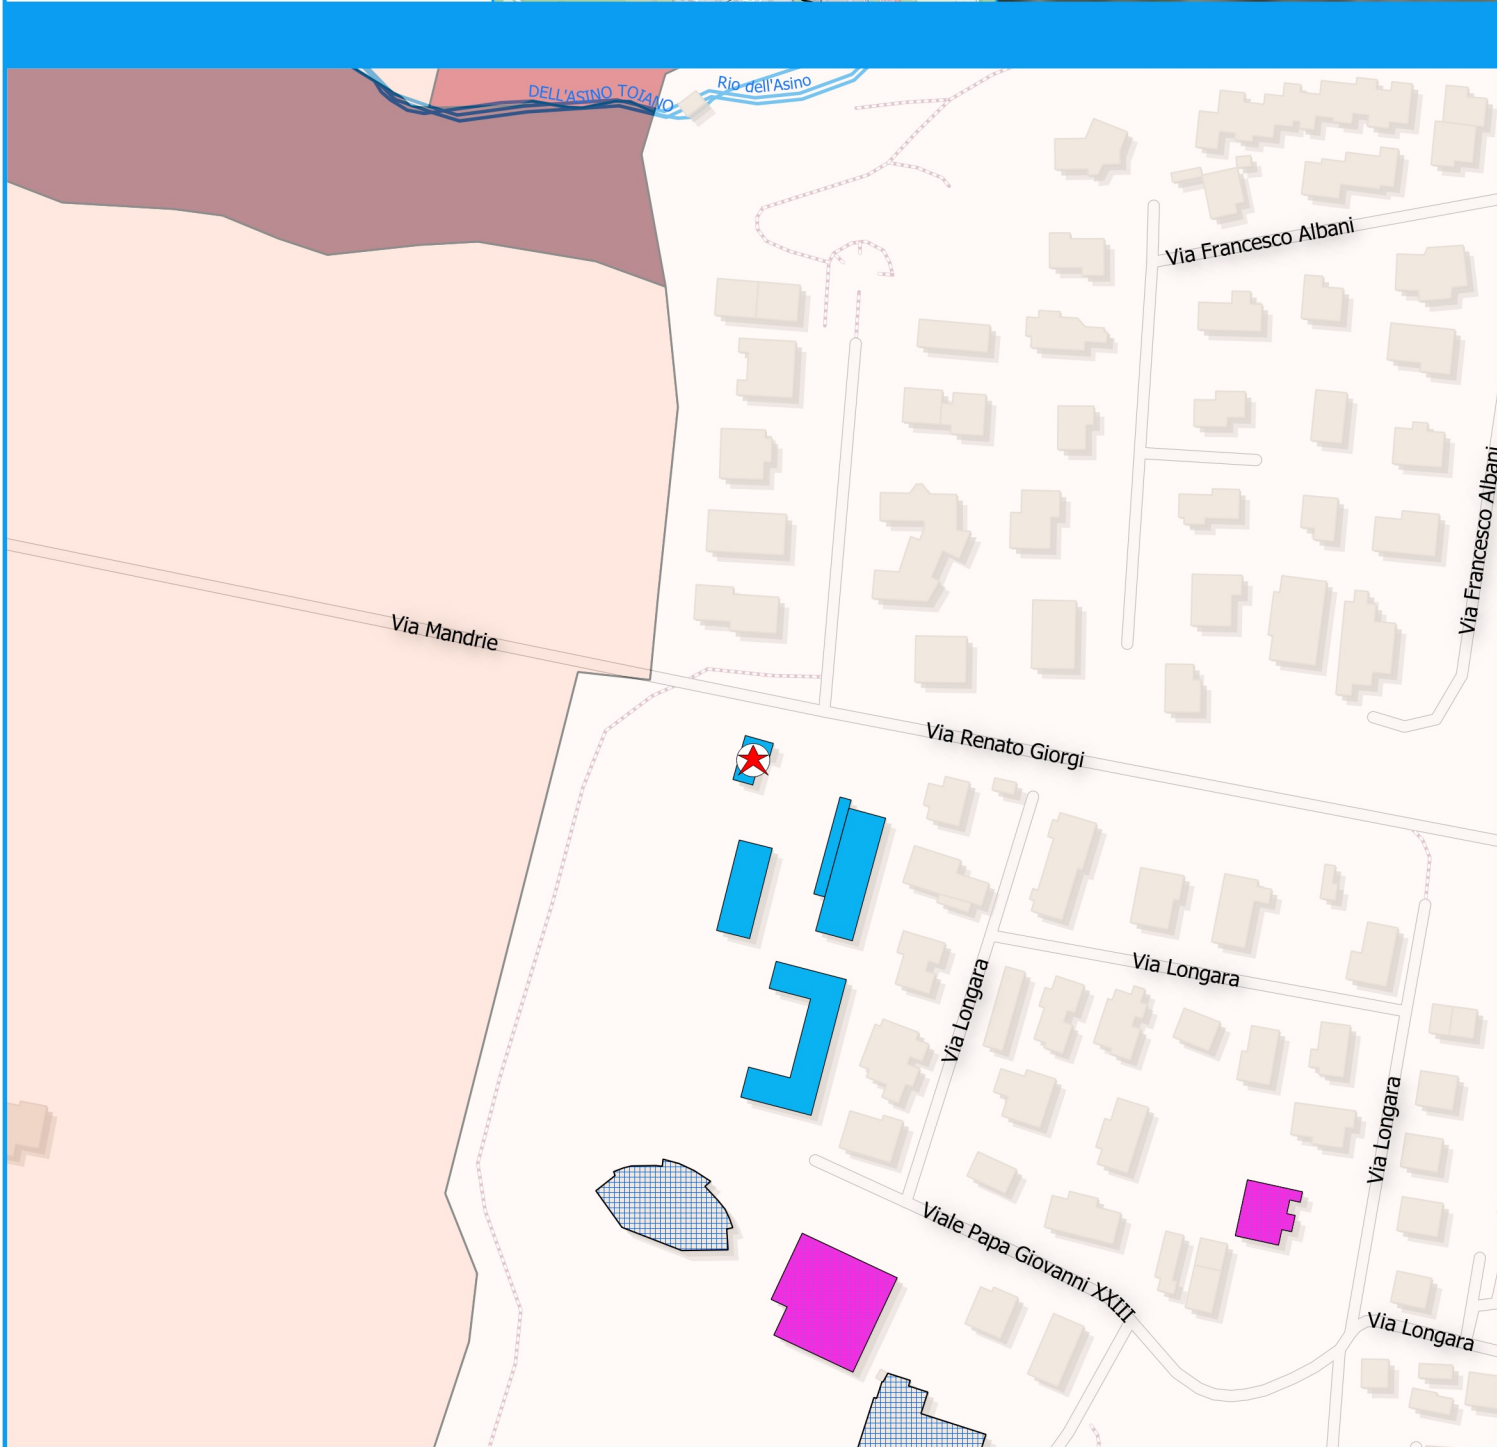 DELL'ASINO TOIANO
Rio dell'Asino
Via Francesco Albani
Via Francesco Albani
Via Mandrie
Via Renato Giorgi
Via Longara
Via Longara
Via Longara
Viale Papa Giovanni XXIII
Via Longara